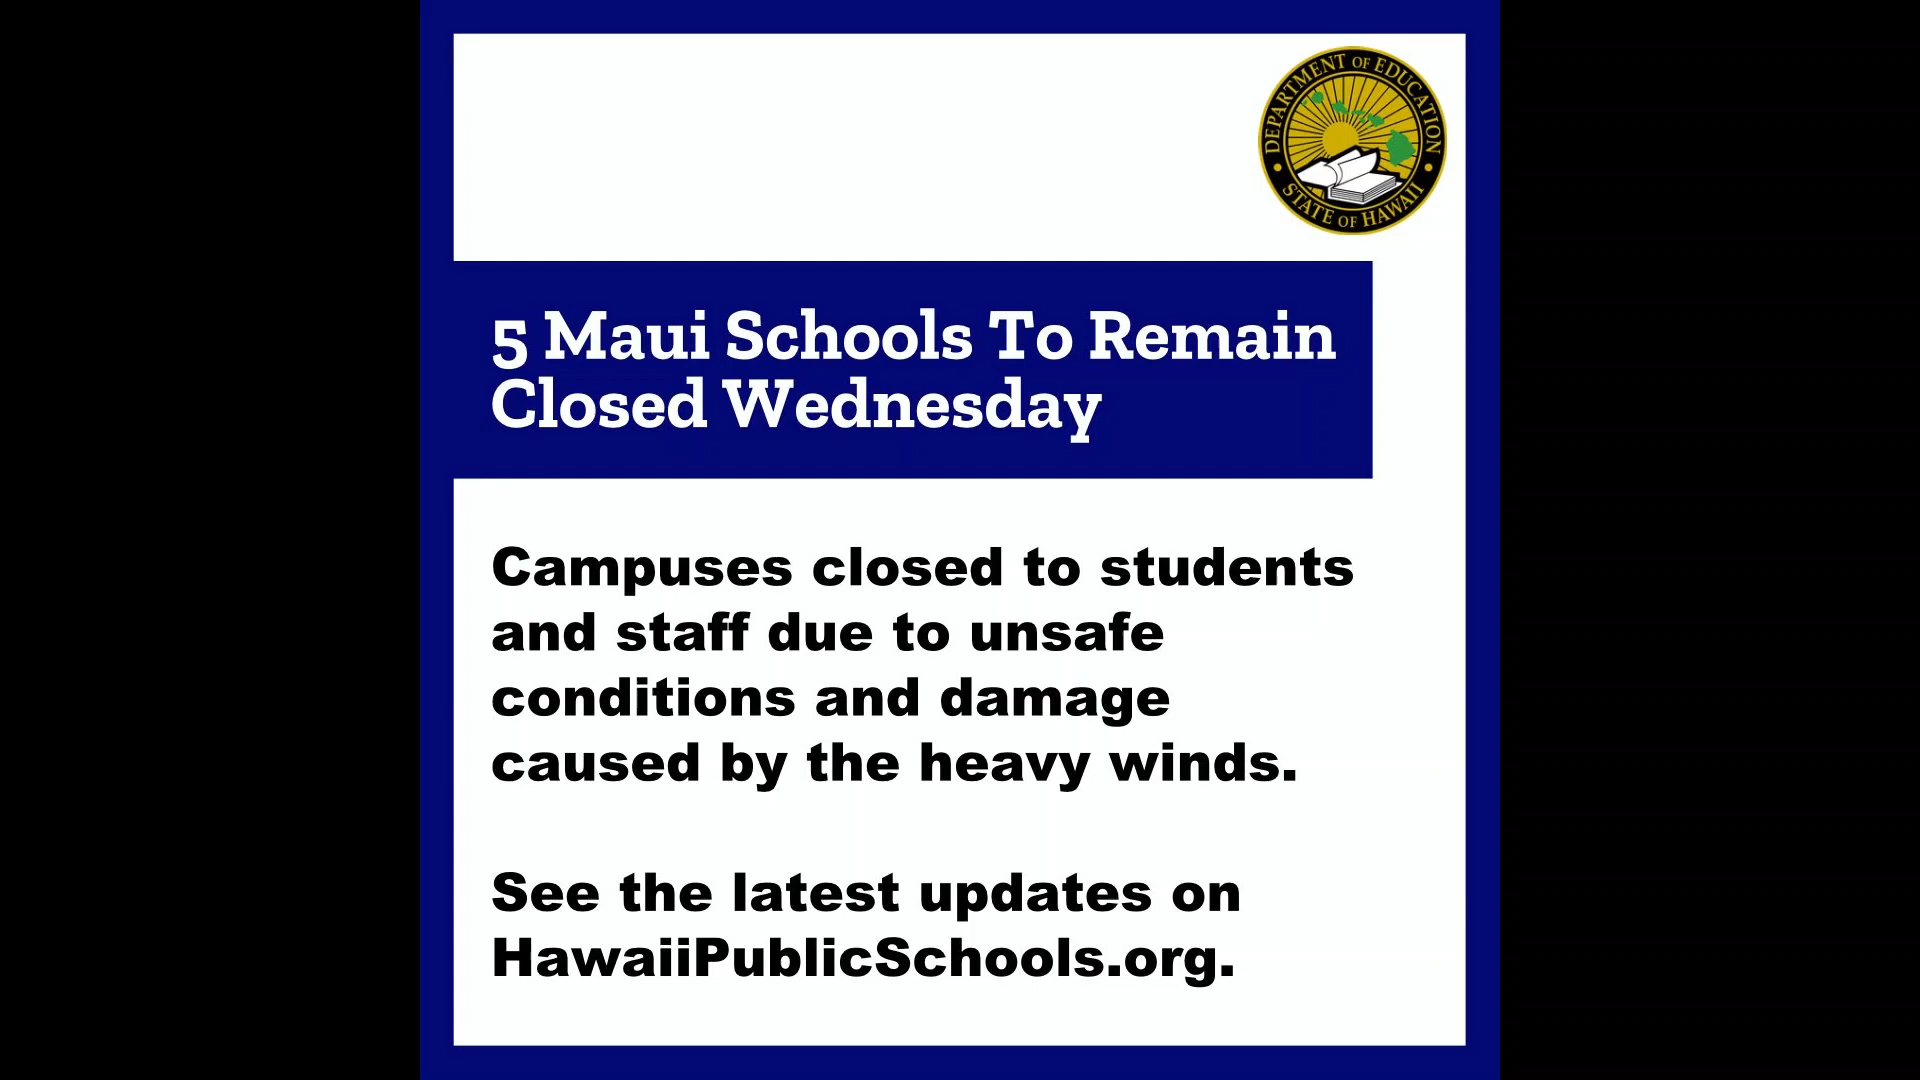 DEPARTMENT OF EDUCATION
STATE OF HAWAII
5 Maui Schools To Remain
Closed Wednesday
Campuses closed to students
and staff due to unsafe
conditions and damage
caused by the heavy winds.
See the latest updates on
HawaiiPublicSchools.org.